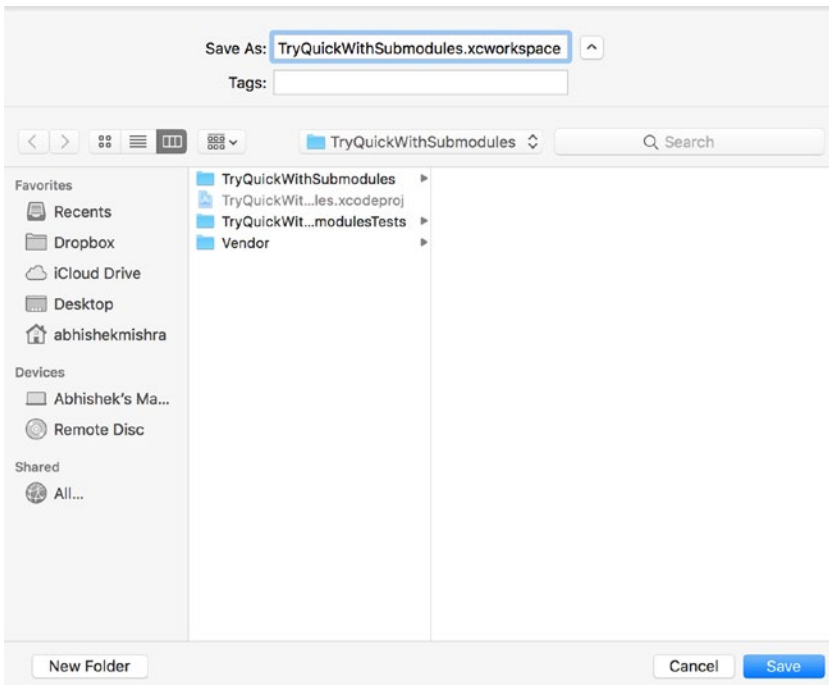 Save As: TryQuickWithSubmodules.xcworkspace
Tags:
TryQuickWithSubmodules
Search
Favorites
Recents
Dropbox
iCloud Drive
Desktop
abhishekmishra
Devices
Abhishek's Ma...
Remote Disc
Shared
All...
TryQuickWithSubmodules
TryQuickWit...les.xcodeproj
TryQuickWit...modulesTests
Vendor
New Folder
Cancel
Save